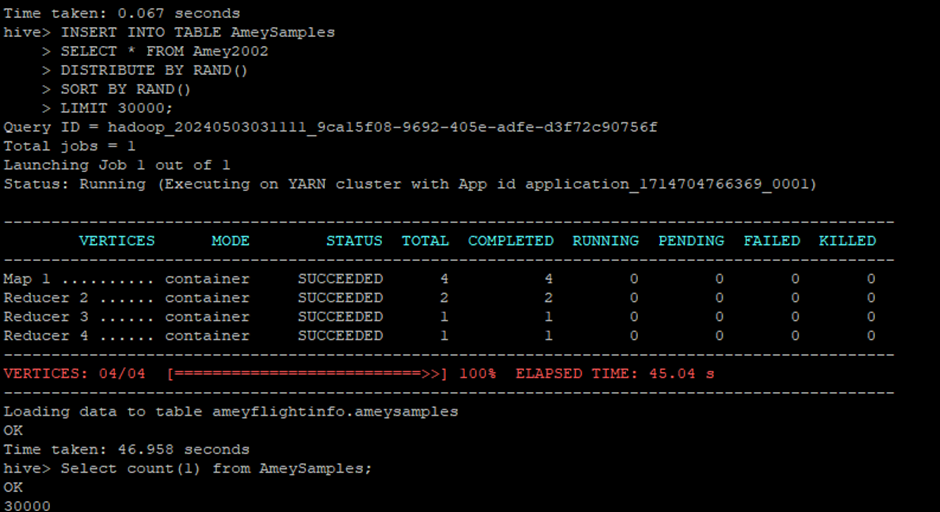 Time taken: 0.067 seconds
hive> INSERT INTO TABLE AmeySamples
    > SELECT * FROM Amey2002
    > DISTRIBUTE BY RAND()
    > SORT BY RAND()
    > LIMIT 30000;
Query ID = hadoop_20240503031111_9ca15f08-9692-405e-adfe-d3f72c90756f
Total jobs = 1
Launching Job 1 out of 1
Status: Running (Executing on YARN cluster with App id application_1714704766369_0001)
----------------------------------------------------------------------------------------------
        VERTICES      MODE        STATUS  TOTAL  COMPLETED  RUNNING  PENDING  FAILED  KILLED
----------------------------------------------------------------------------------------------
Map 1 .......... container     SUCCEEDED      4          4        0        0       0       0
Reducer 2 ...... container     SUCCEEDED      2          2        0        0       0       0
Reducer 3 ...... container     SUCCEEDED      1          1        0        0       0       0
Reducer 4 ...... container     SUCCEEDED      1          1        0        0       0       0
----------------------------------------------------------------------------------------------
VERTICES: 04/04  [==========================>>] 100%  ELAPSED TIME: 45.04 s
----------------------------------------------------------------------------------------------
Loading data to table ameyflightinfo.ameysamples
OK
Time taken: 46.958 seconds
hive> Select count(1) from AmeySamples;
OK
30000